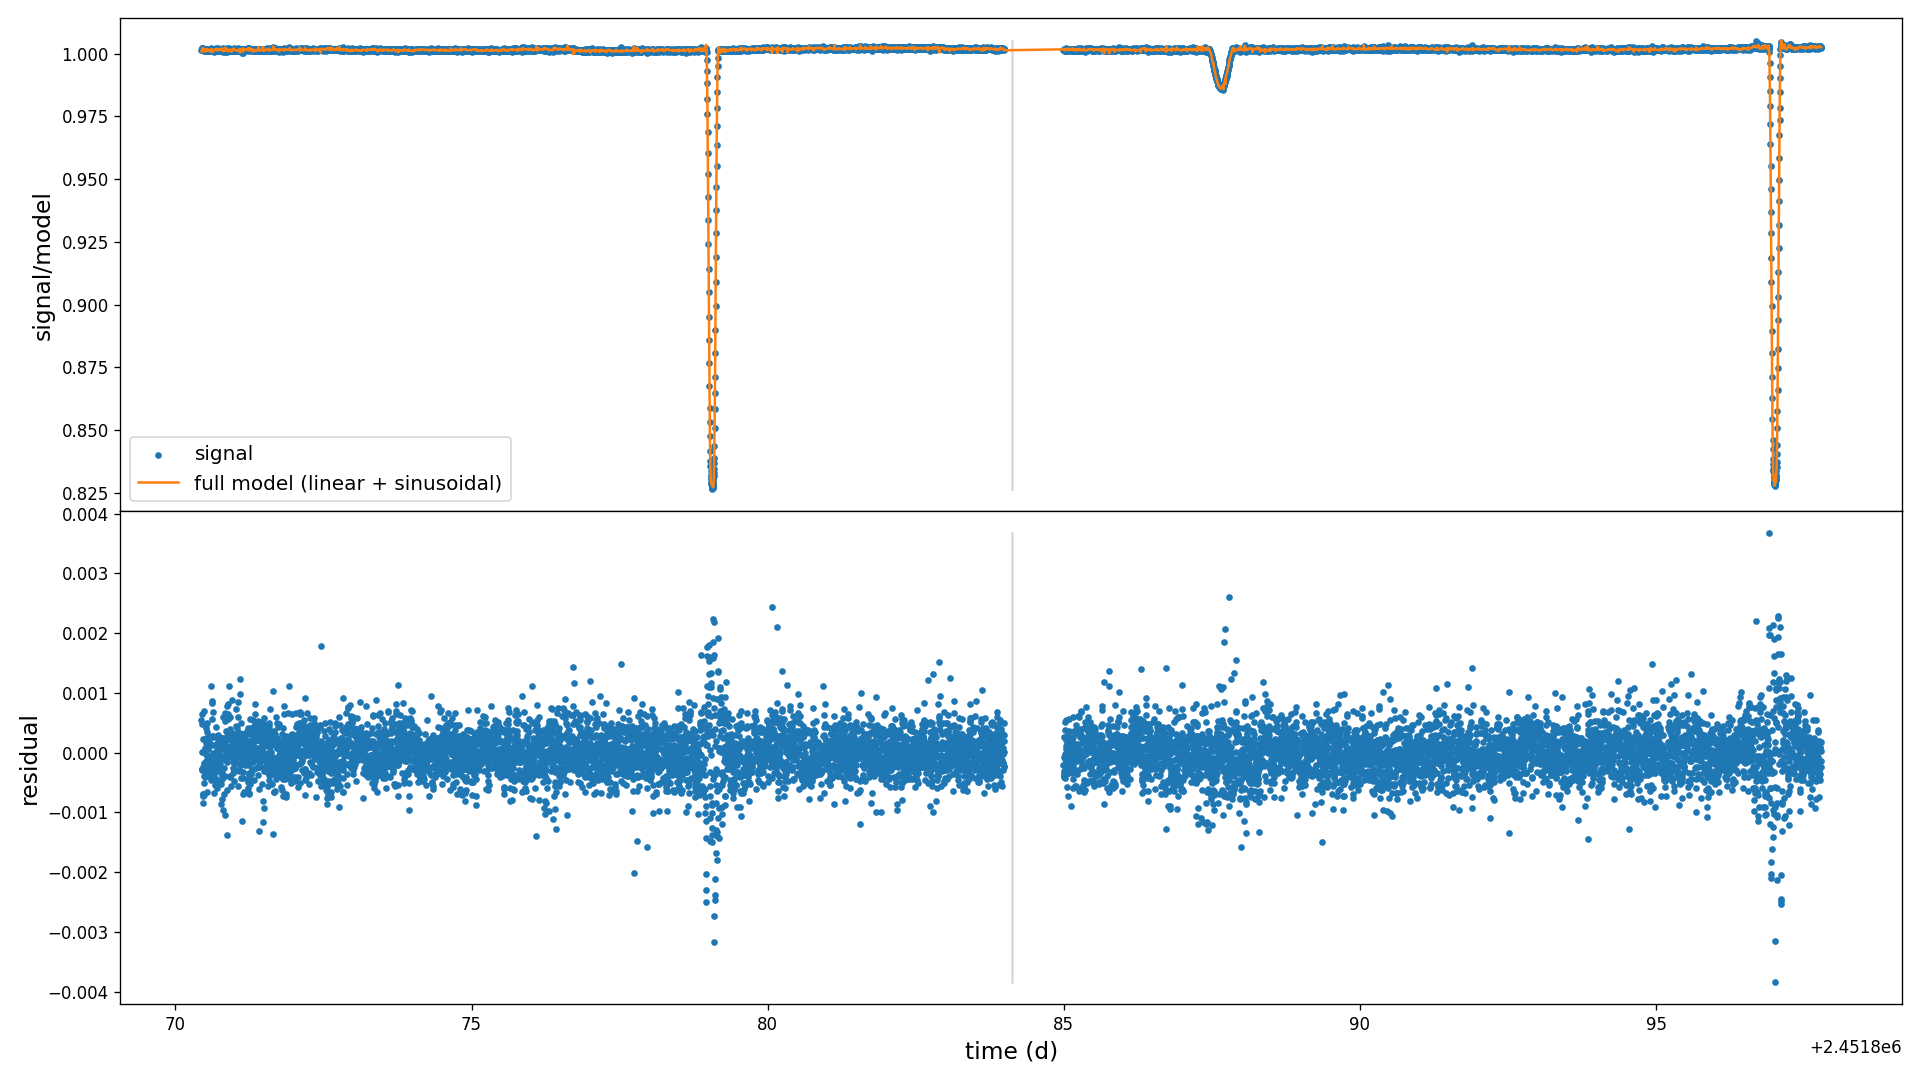 1.000
0.975
0.950
0.925
0.900
0.875
0.850
0.825
signal/model
signal
full model (linear + sinusoidal)
0.004
0.003
0.002
0.001
0.000
−0.001
−0.002
−0.003
−0.004
residual
70 75 80 85 90 95
time (d)
+2.4518e6